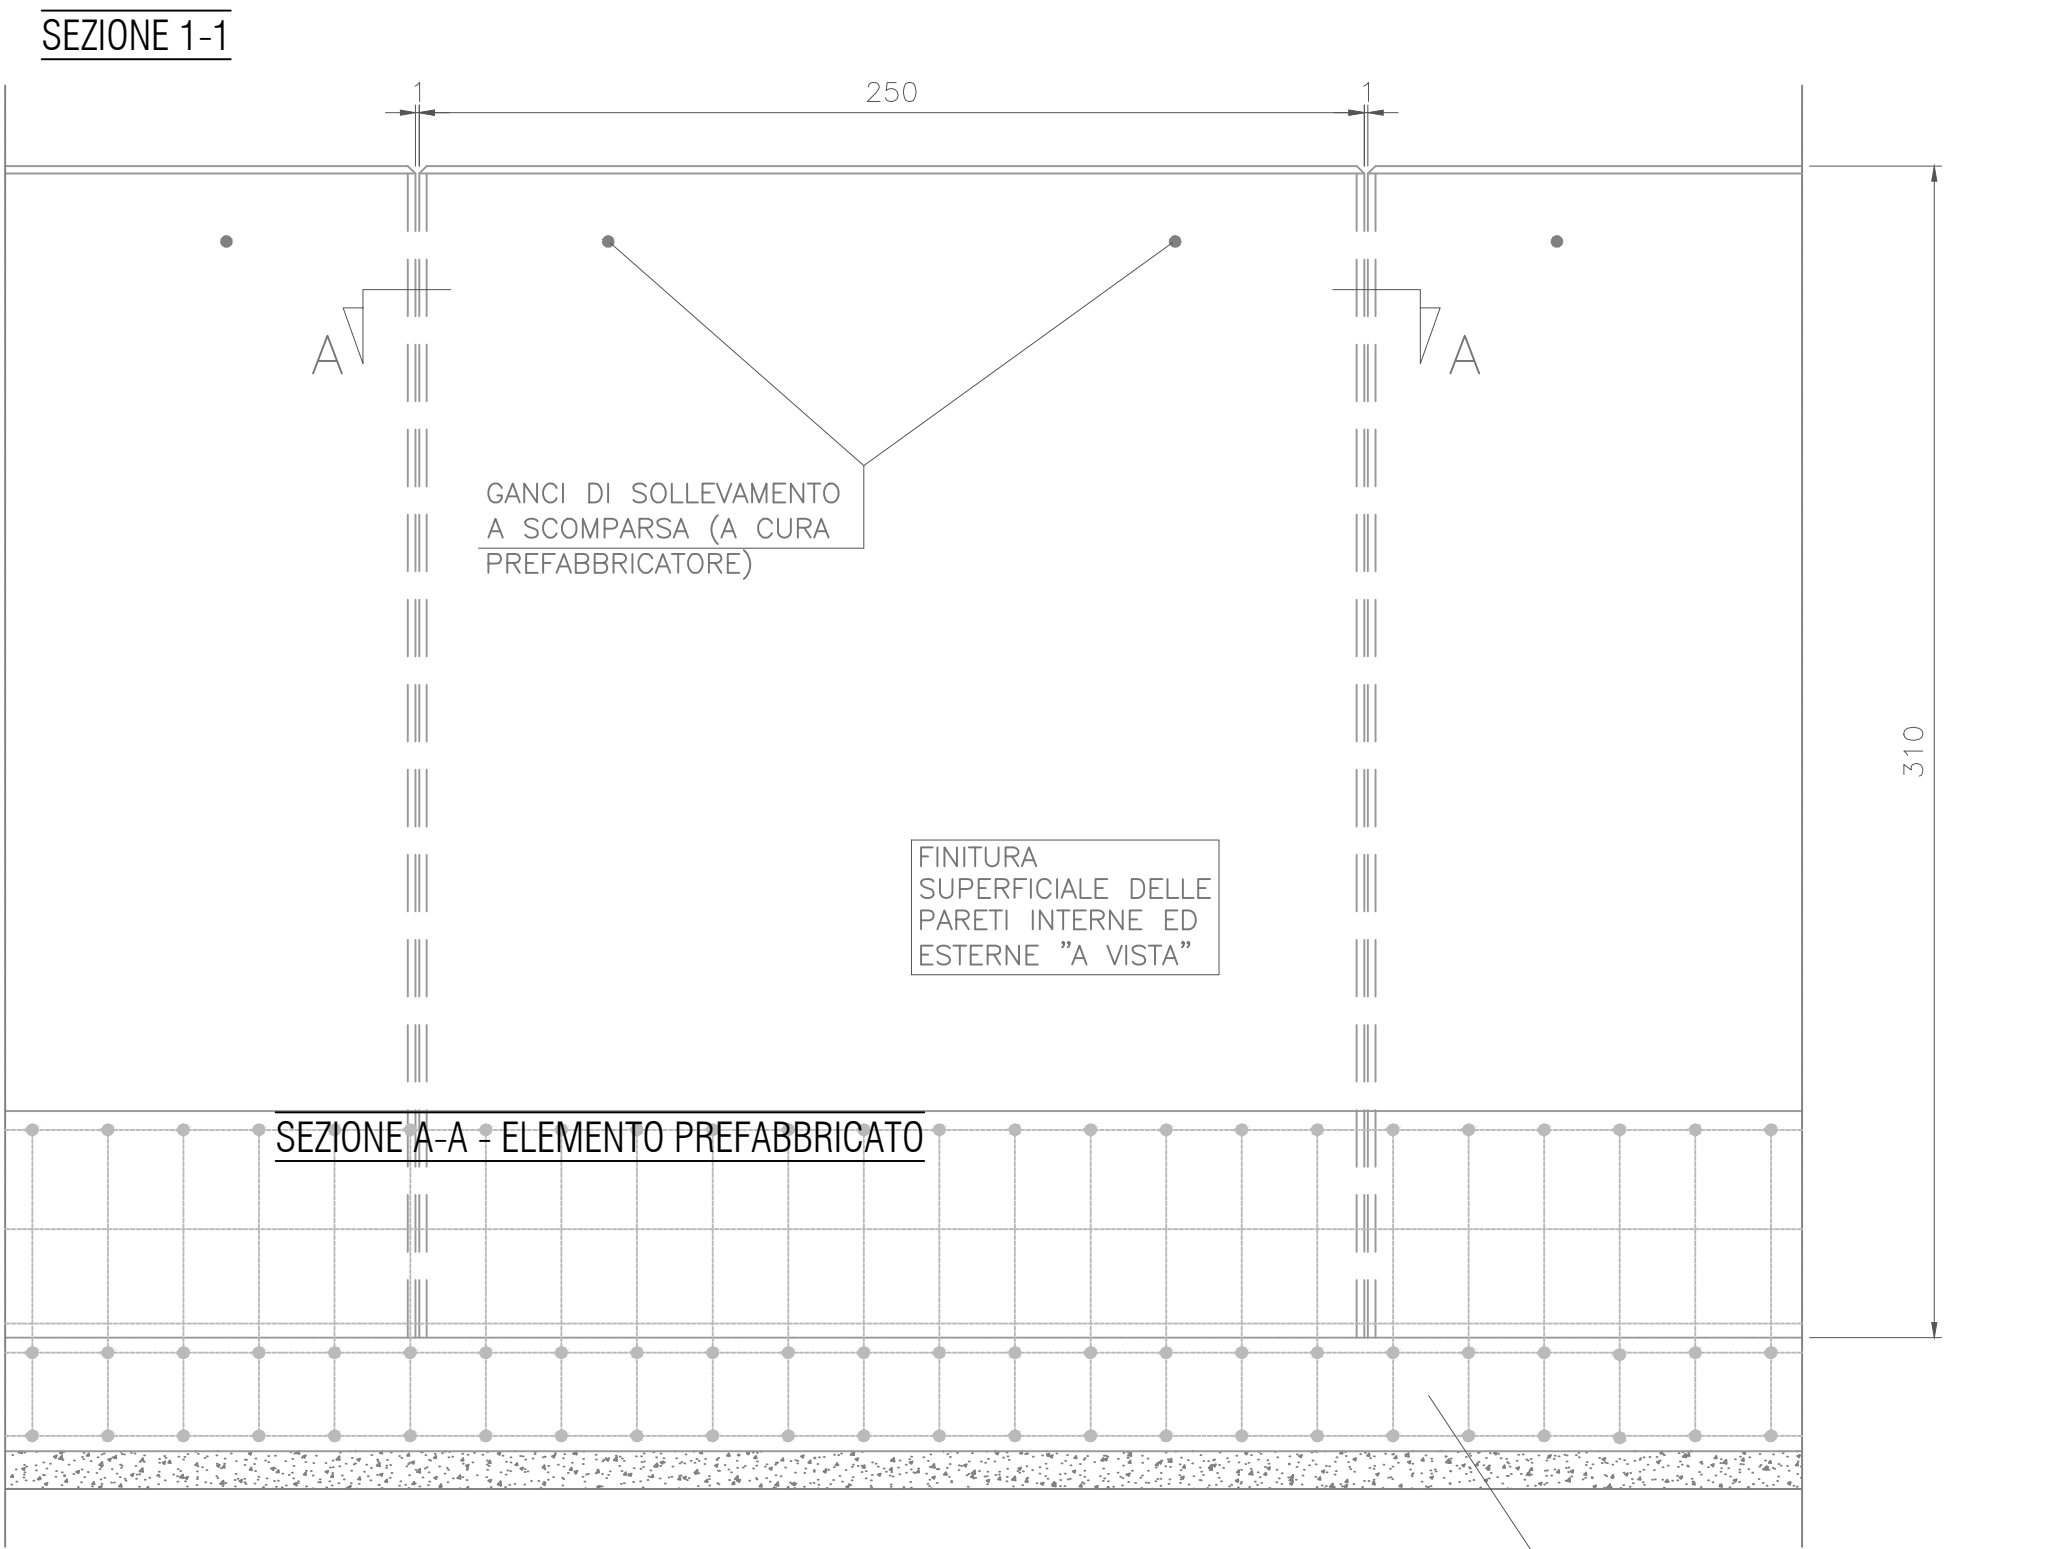 SEZIONE 1-1
1
250
1
A
A
GANCI DI SOLLEVAMENTO
A SCOMPARSA (A CURA
PREFABBRICATORE)
310
FINITURA
SUPERFICIALE DELLE
PARETI INTERNE ED
ESTERNE ”A VISTA”
SEZIONE A-A - ELEMENTO PREFABBRICATO